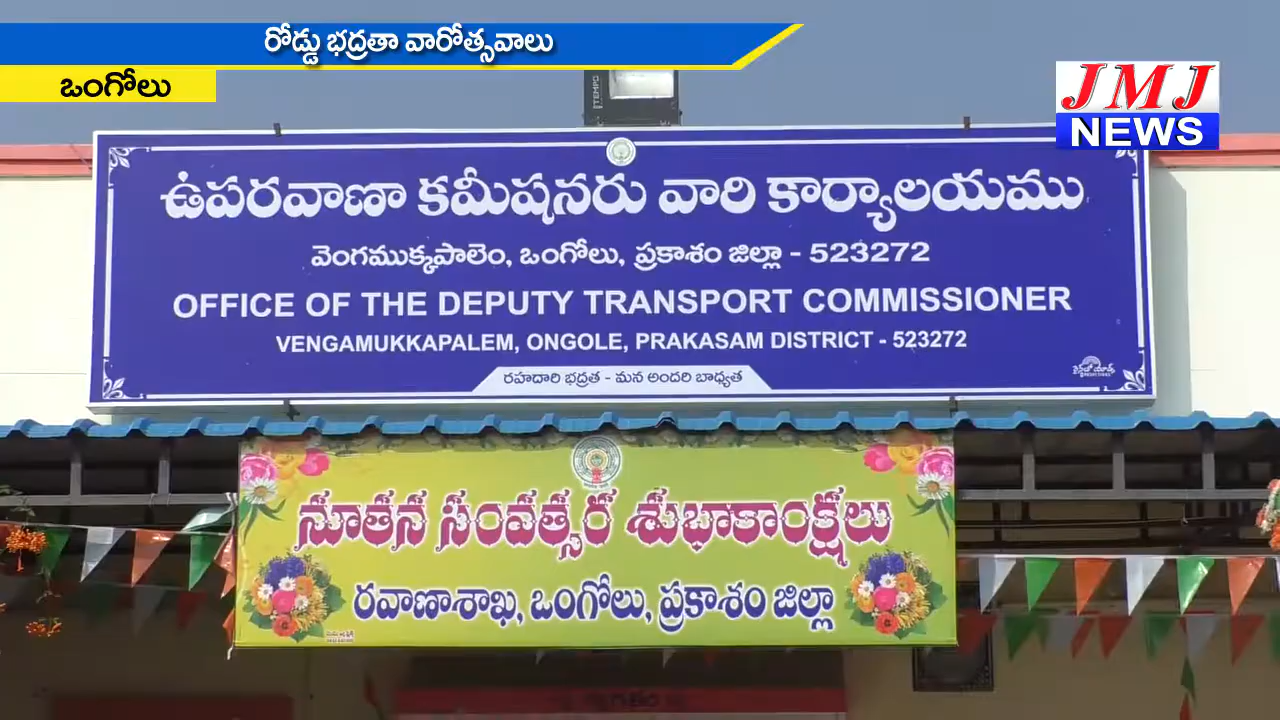 రోడ్డు భద్రతా వారోత్సవాలు
ఒంగోలు
JMJ
NEWS
TEMPO
ఉపరవాణా కమీషనరు వారి కార్యాలయము
వెంగముక్కపాలెం, ఒంగోలు, ప్రకాశం జిల్లా - 523272
OFFICE OF THE DEPUTY TRANSPORT COMMISSIONER
VENGAMUKKAPALEM, ONGOLE, PRAKASAM DISTRICT - 523272
రహదారి భద్రత - మన అందరి బాధ్యత
నూతన సంవత్సర శుభాకాంక్షలు
రవాణాశాఖ, ఒంగోలు, ప్రకాశం జిల్లా